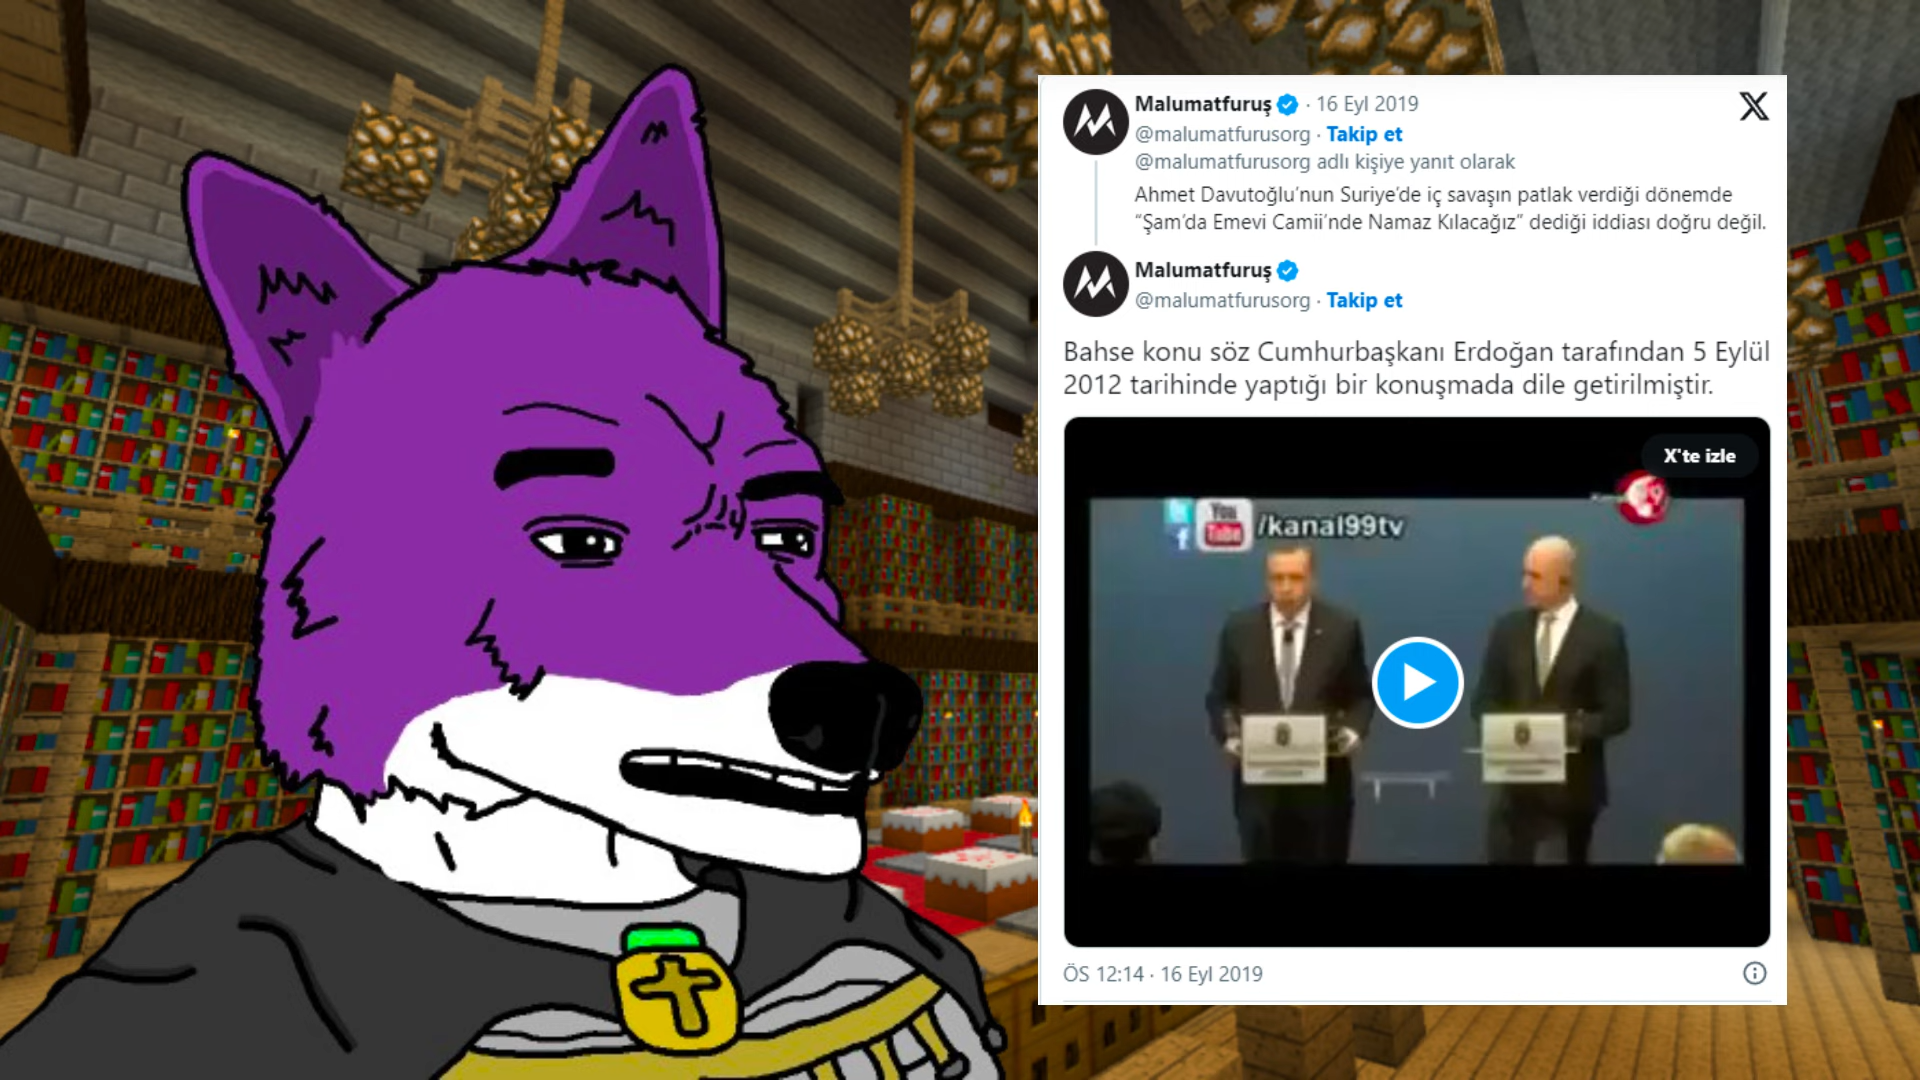 Malumatfuruş · 16 Eyl 2019
@malumatfurusorg · Takip et
@malumatfurusorg adlı kişiye yanıt olarak
Ahmet Davutoğlu'nun Suriye'de iç savaşın patlak verdiği dönemde
“Şam'da Emevi Camii'nde Namaz Kılacağız” dediği iddiası doğru değil.
Malumatfuruş
@malumatfurusorg · Takip et
Bahse konu söz Cumhurbaşkanı Erdoğan tarafından 5 Eylül
2012 tarihinde yaptığı bir konuşmada dile getirilmiştir.
X'te izle
You
Tube /kanal99tv
ÖS 12:14 · 16 Eyl 2019